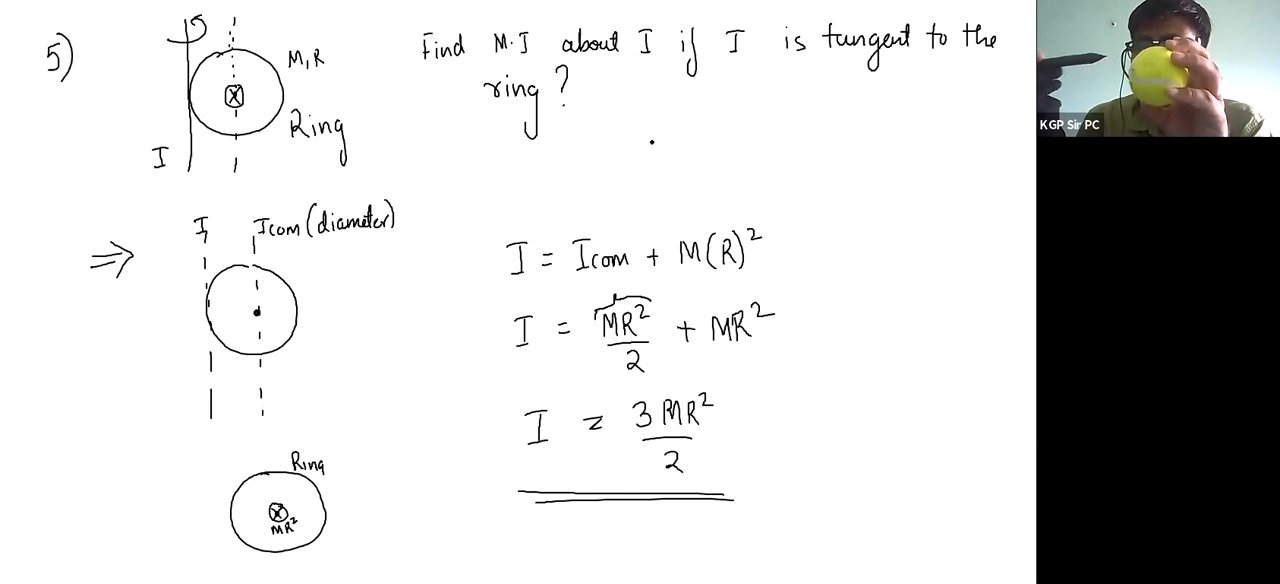 5)
M, R
Ring
I
Find M.I about I if I is tangent to the
ring ?
KGP Sir PC
⇒
I
Icom (diameter)
I = Icom + M(R)²
I = MR²/2 + MR²
I = 3MR²/2
Ring
MR²